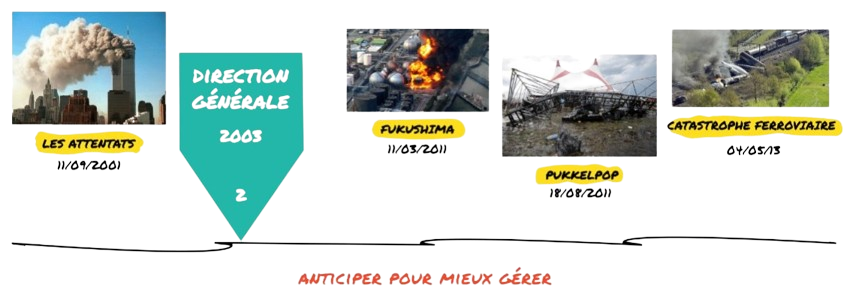 LES ATTENTATS
11/09/2001
DIRECTION
GÉNÉRALE
2003
2
FUKUSHIMA
11/03/2011
PUKKELPOP
18/08/2011
CATASTROPHE FERROVIAIRE
04/05/13
ANTICIPER POUR MIEUX GÉRER